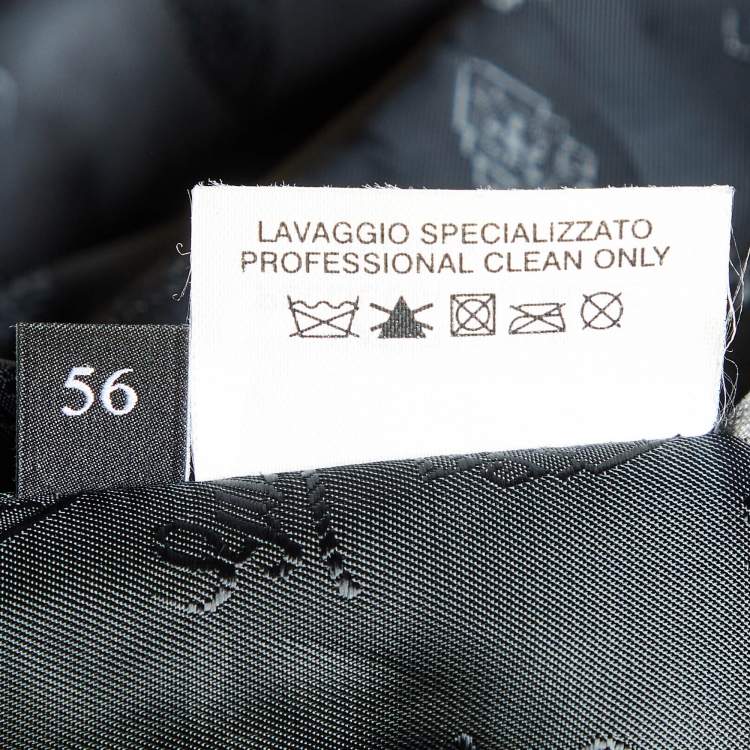 LAVAGGIO SPECIALIZZATO
PROFESSIONAL CLEAN ONLY
56